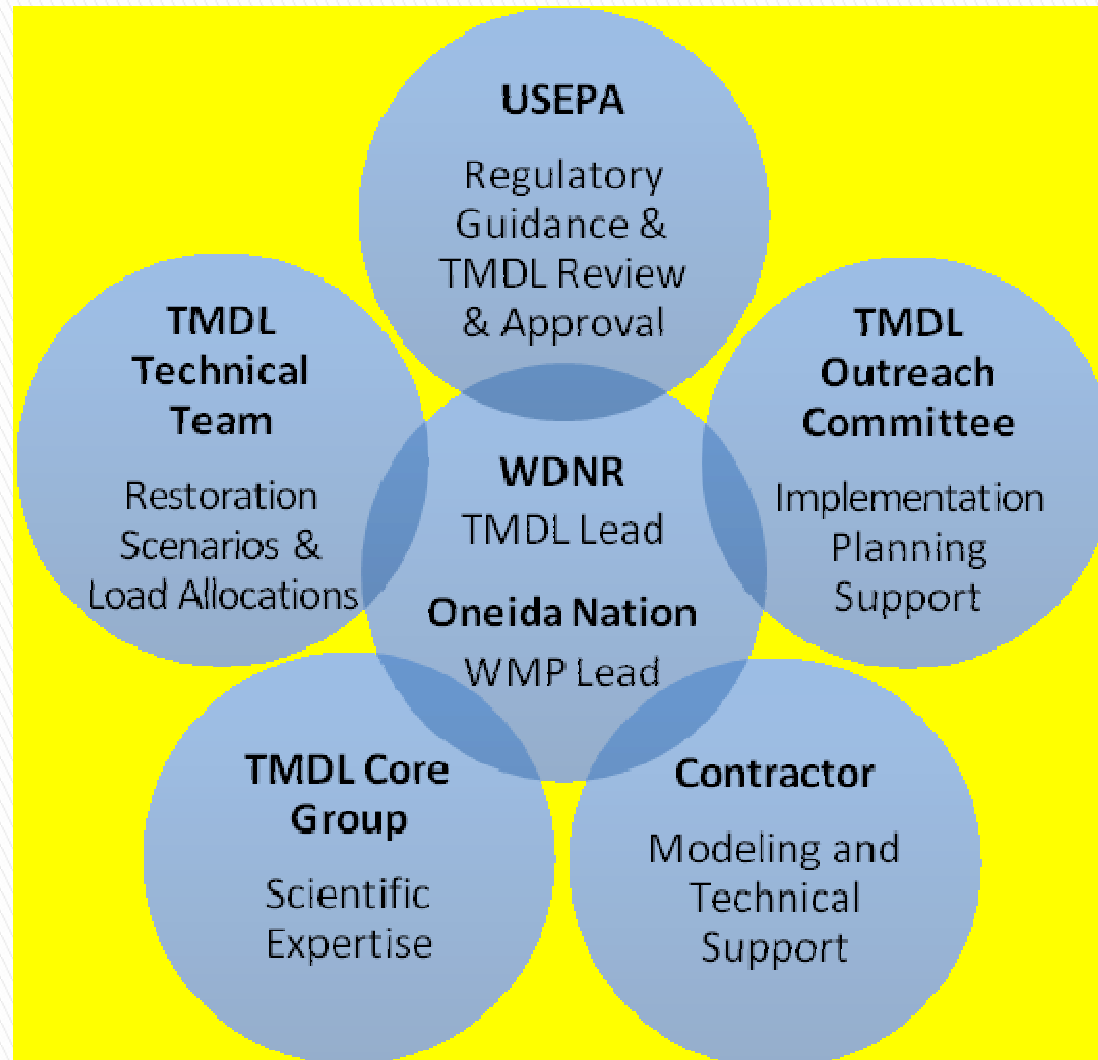 USEPA
Regulatory
Guidance &
TMDL Review
& Approval
TMDL
Technical
Team
Restoration
Scenarios &
Load Allocations
WDNR
TMDL Lead
Oneida Nation
WMP Lead
TMDL
Outreach
Committee
Implementation
Planning
Support
TMDL Core
Group
Scientific
Expertise
Contractor
Modeling and
Technical
Support